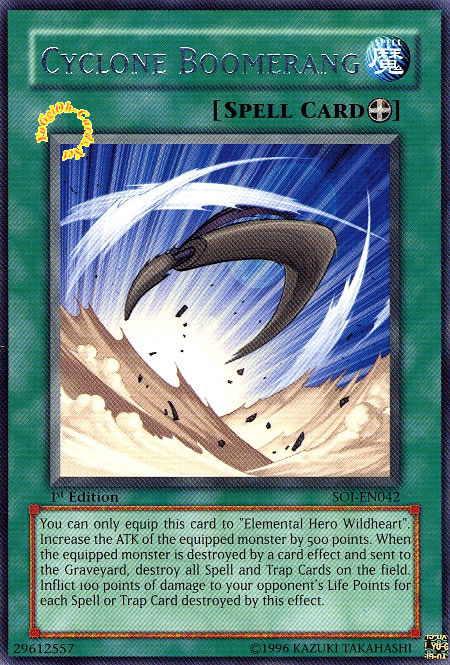 CYCLONE BOOMERANG
SPELL
魔
[SPELL CARD]
YuGiOh-Cards.Nu
1st Edition
SOI-EN042
You can only equip this card to "Elemental Hero Wildheart".
Increase the ATK of the equipped monster by 500 points. When
the equipped monster is destroyed by a card effect and sent to
the Graveyard, destroy all Spell and Trap Cards on the field.
Inflict 100 points of damage to your opponent's Life Points for
each Spell or Trap Card destroyed by this effect.
29612557
©1996 KAZUKI TAKAHASHI